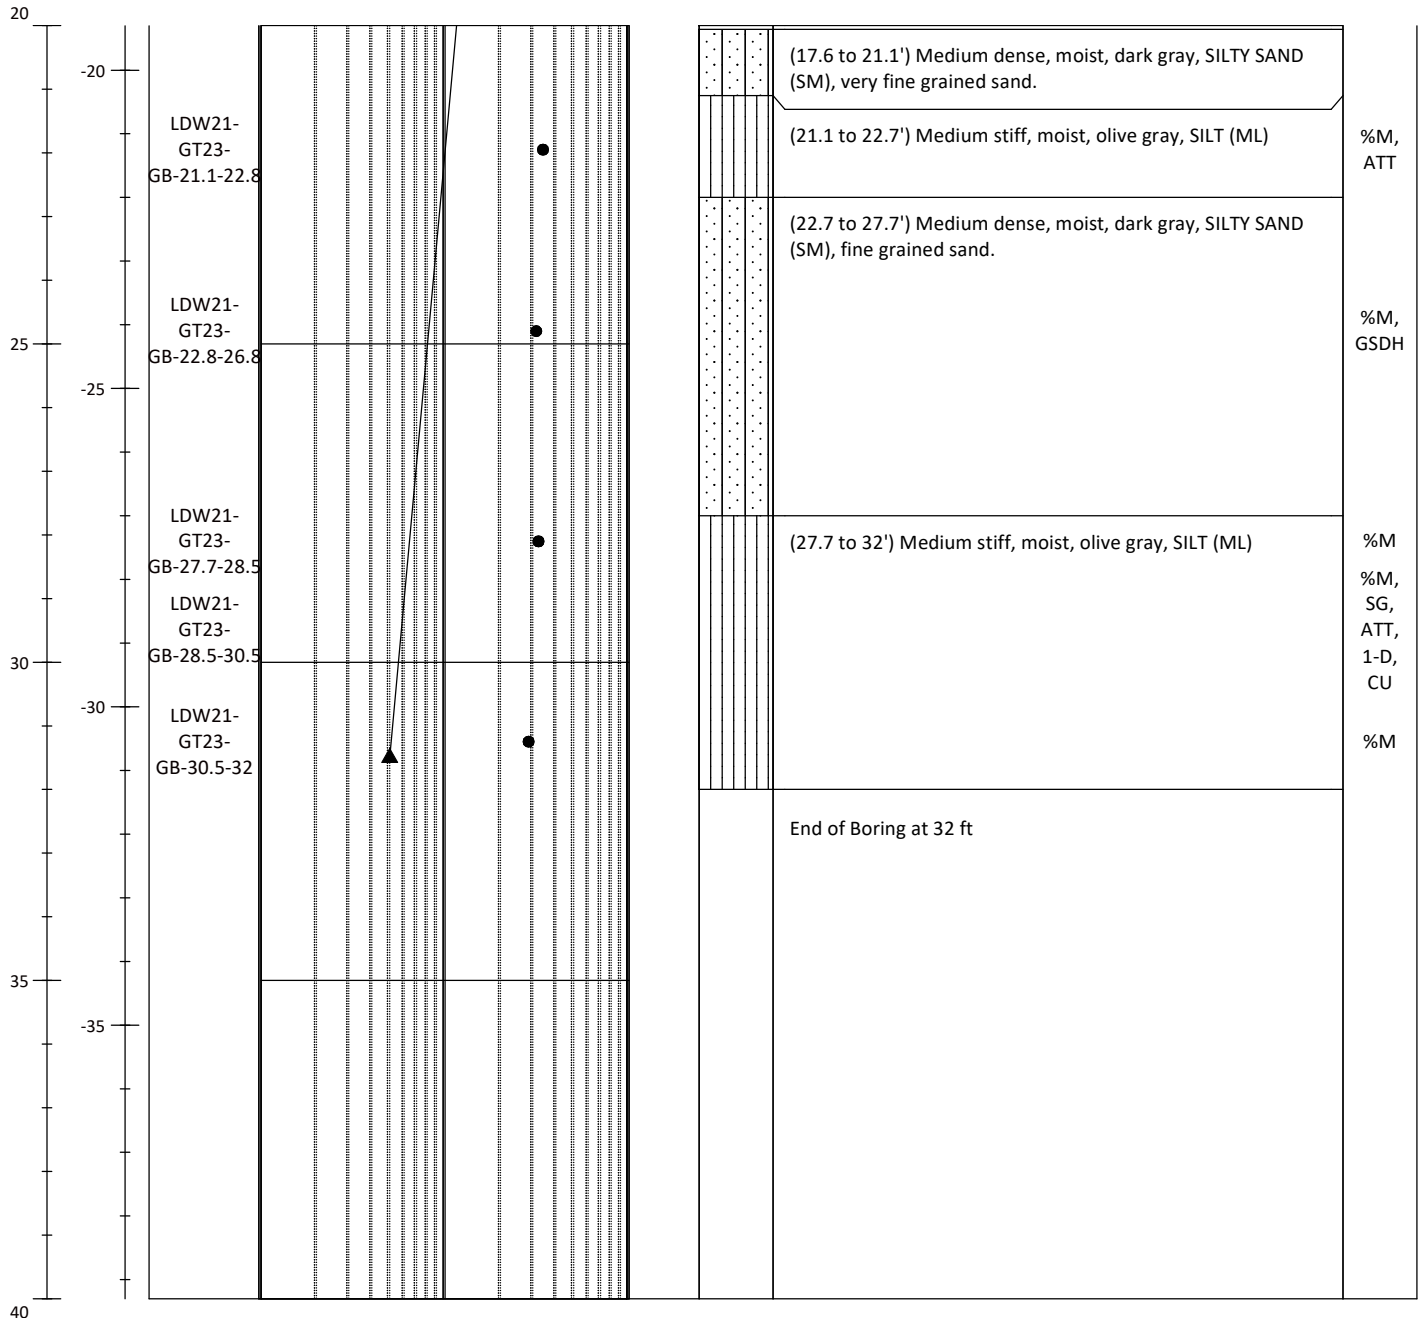 20
-20
(17.6 to 21.1') Medium dense, moist, dark gray, SILTY SAND
(SM), very fine grained sand.
LDW21-
GT23-
GB-21.1-22.8
(21.1 to 22.7') Medium stiff, moist, olive gray, SILT (ML)
%M,
ATT
(22.7 to 27.7') Medium dense, moist, dark gray, SILTY SAND
(SM), fine grained sand.
LDW21-
GT23-
GB-22.8-26.8
%M,
GSDH
25
-25
LDW21-
GT23-
GB-27.7-28.5
(27.7 to 32') Medium stiff, moist, olive gray, SILT (ML)
%M
LDW21-
GT23-
GB-28.5-30.5
%M,
SG,
ATT,
1-D,
CU
30
-30
LDW21-
GT23-
GB-30.5-32
%M
End of Boring at 32 ft
35
-35
40